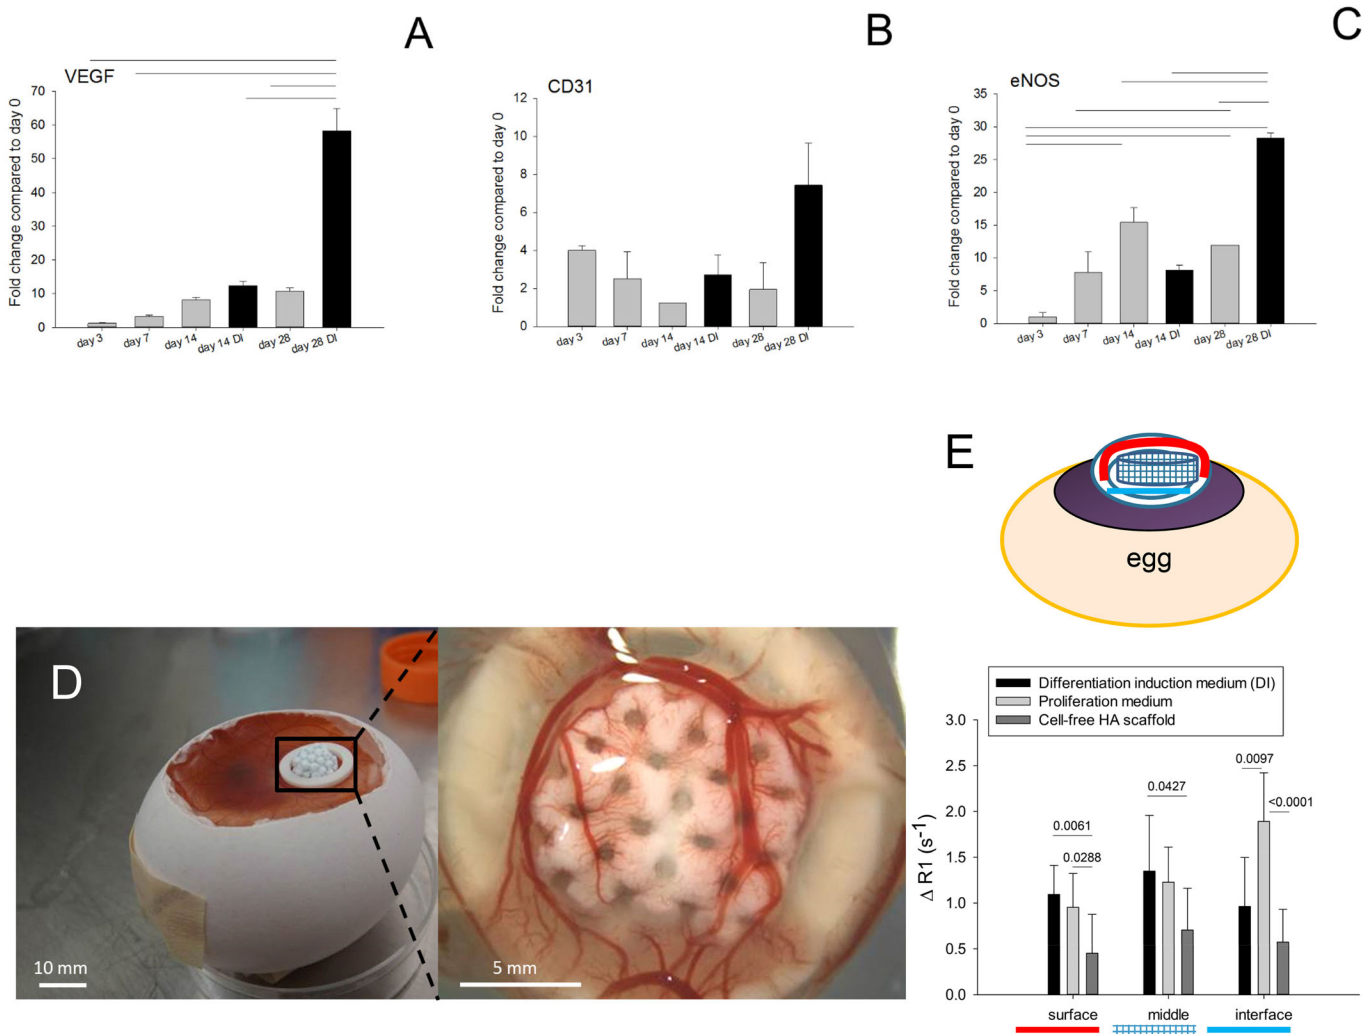 A
VEGF
Fold change compared to day 0
70
60
50
40
30
20
10
0
day 3
day 7
day 14
day 14 DI
day 28
day 28 DI
B
CD31
Fold change compared to day 0
12
10
8
6
4
2
0
day 3
day 7
day 14
day 14 DI
day 28
day 28 DI
C
eNOS
Fold change compared to day 0
35
30
25
20
15
10
5
0
day 3
day 7
day 14
day 14 DI
day 28
day 28 DI
D
10 mm
5 mm
E
egg
Differentiation induction medium (DI)
Proliferation medium
Cell-free HA scaffold
Δ R1 (s⁻¹)
3.0
2.5
2.0
1.5
1.0
0.5
0.0
0.0061
0.0288
0.0427
0.0097
<0.0001
surface
middle
interface